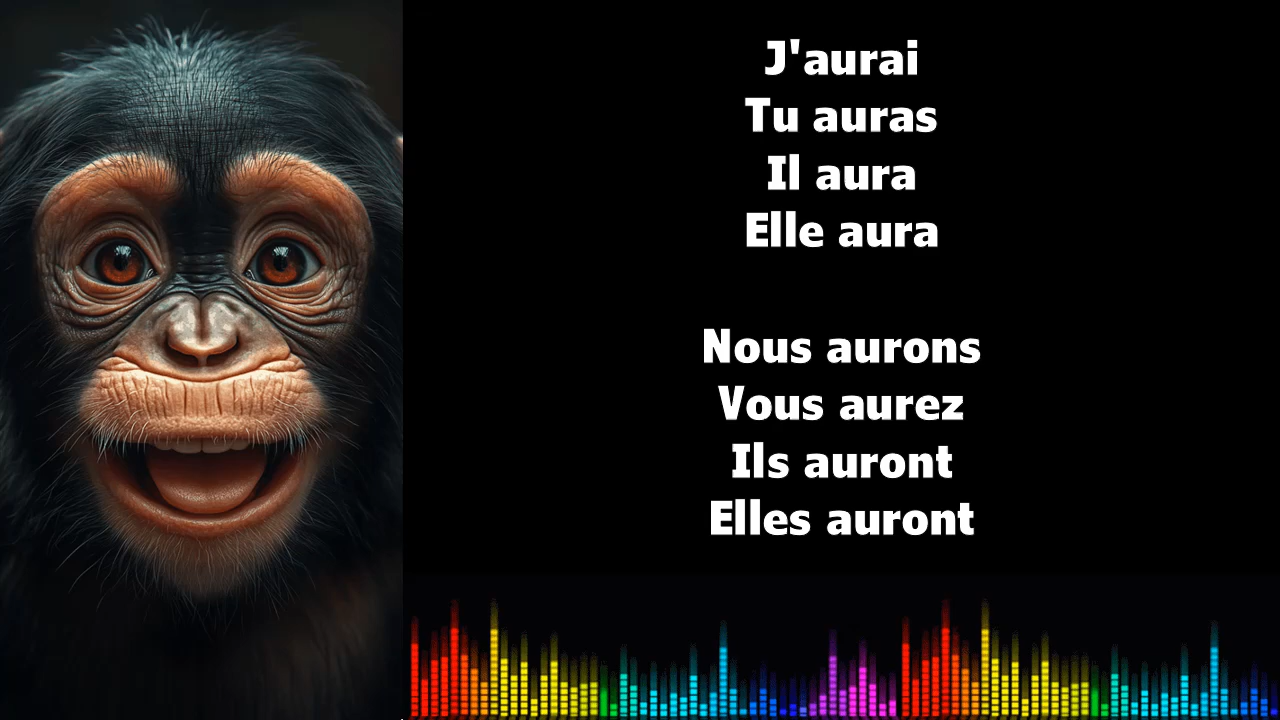 J'aurai
Tu auras
Il aura
Elle aura
Nous aurons
Vous aurez
Ils auront
Elles auront